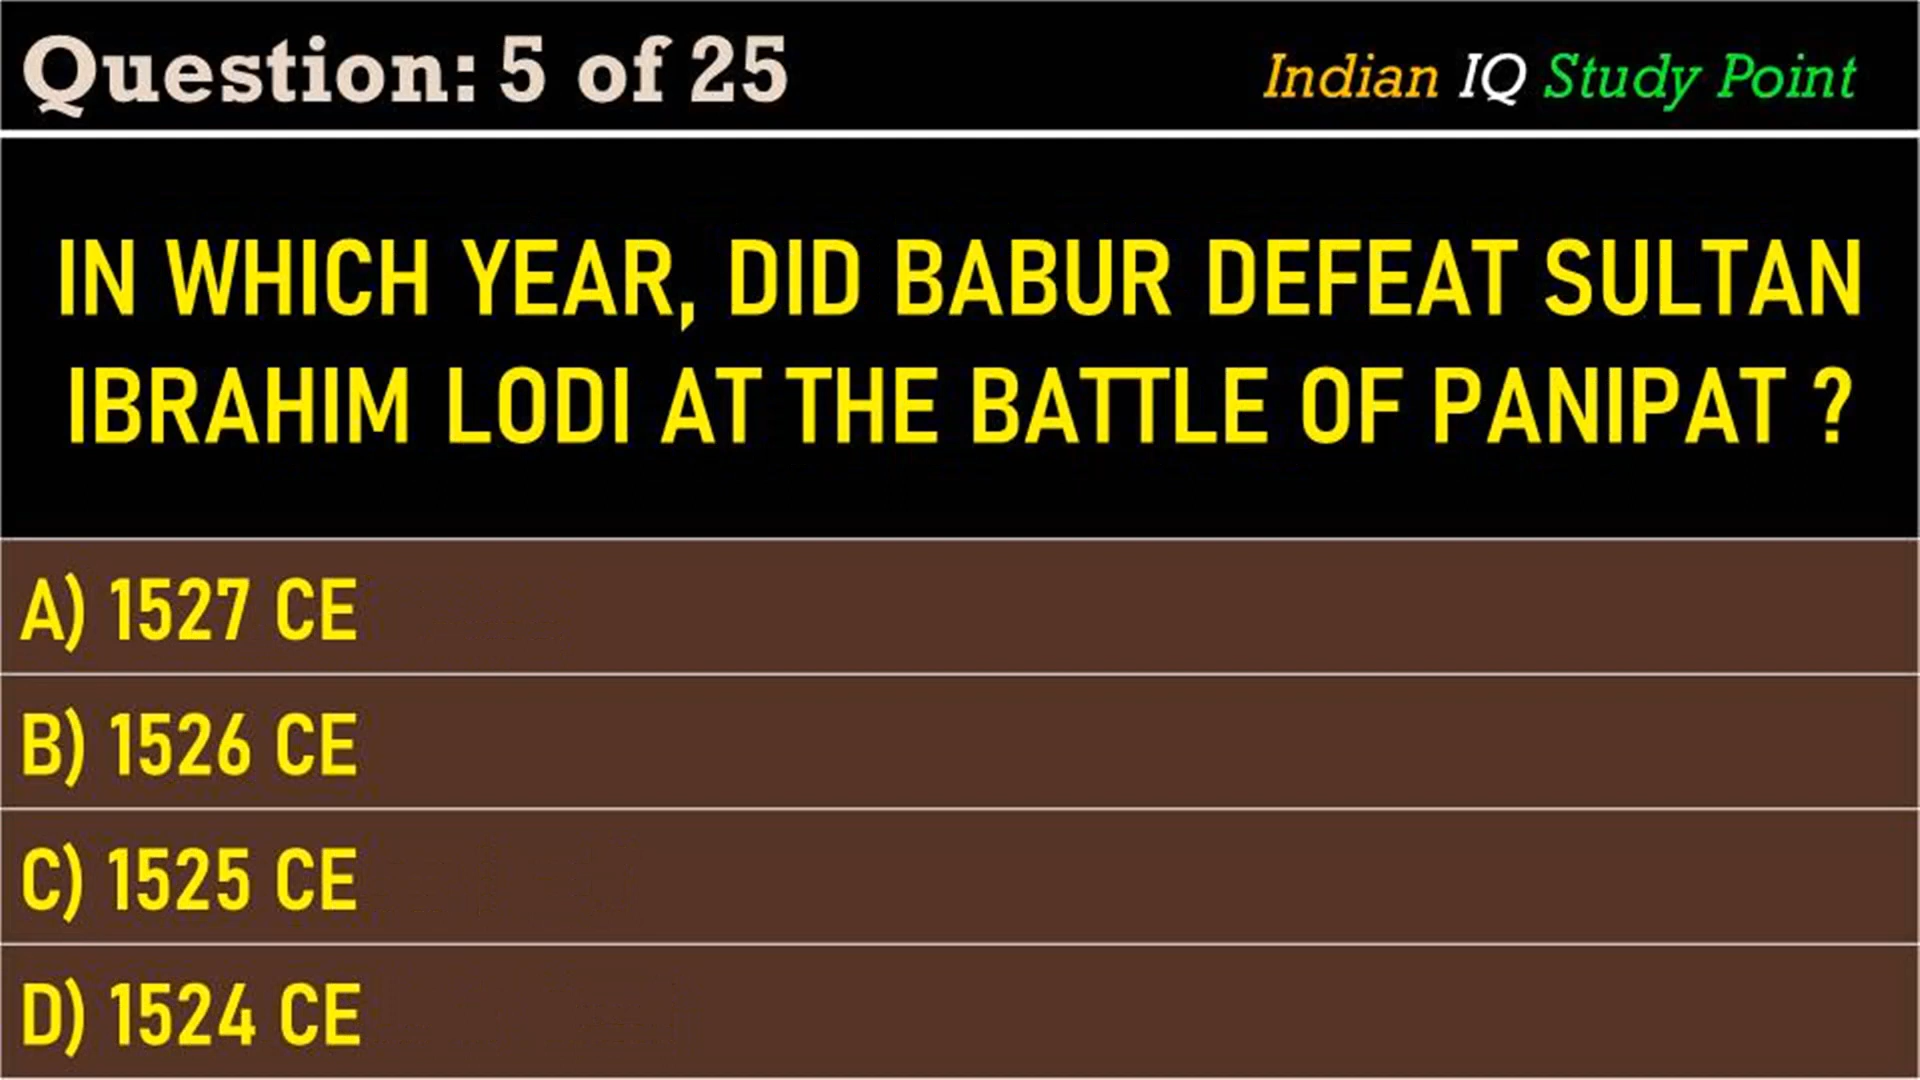 Question: 5 of 25
Indian IQ Study Point
IN WHICH YEAR, DID BABUR DEFEAT SULTAN
IBRAHIM LODI AT THE BATTLE OF PANIPAT ?
A) 1527 CE
B) 1526 CE
C) 1525 CE
D) 1524 CE